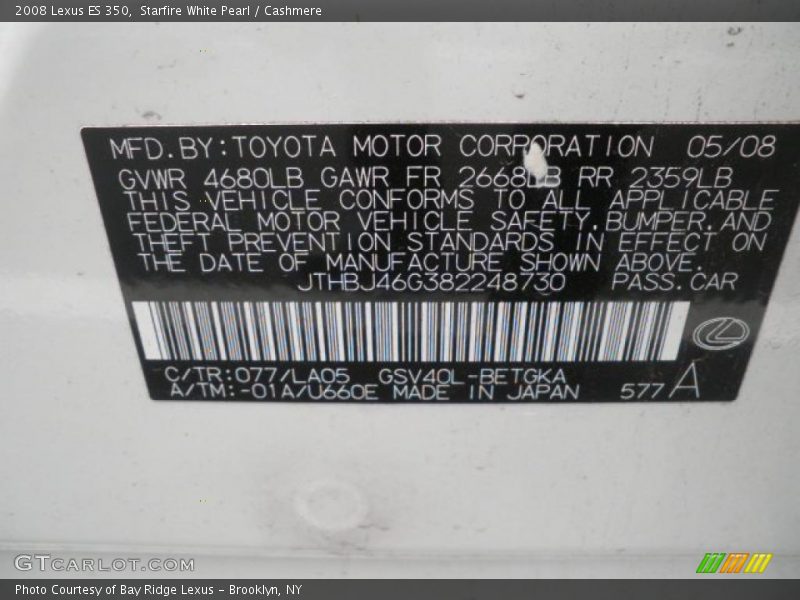 2008 Lexus ES 350, Starfire White Pearl / Cashmere
MFD.BY:TOYOTA MOTOR CORPORATION 05/08
GVWR 4680LB GAWR FR 2668LB RR 2359LB
THIS VEHICLE CONFORMS TO ALL APPLICABLE
FEDERAL MOTOR VEHICLE SAFETY,BUMPER,AND
THEFT PREVENTION STANDARDS IN EFFECT ON
THE DATE OF MANUFACTURE SHOWN ABOVE.
JTHBJ46G382248730 PASS.CAR
C/TR:077/LA05 GSV40L-BETGKA
A/TM:-01A/U660E MADE IN JAPAN 577 A
GTCARLOT.COM
Photo Courtesy of Bay Ridge Lexus - Brooklyn, NY